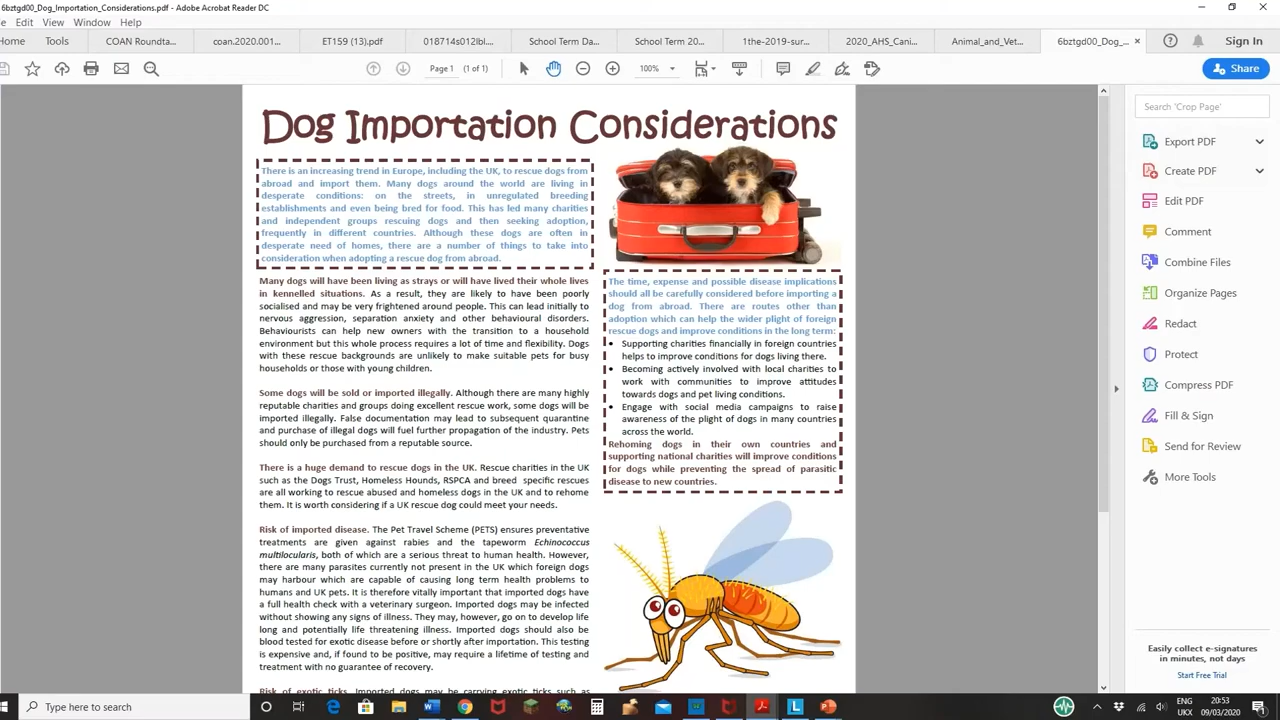 6bztgd00_Dog_Importation_Considerations.pdf - Adobe Acrobat Reader DC
Edit View Window Help
Home Tools COAN Roundta... coan.2020.001... ET159 (13).pdf 018714s012lbl.... School Term Da... School Term 20... 1the-2019-sur... 2020_AHS_Cani... Animal_and_Vet... 6bztgd00_Dog_... Sign In
Page 1 (1 of 1) 100% Share
Dog Importation Considerations
There is an increasing trend in Europe, including the UK, to rescue dogs from
abroad and import them. Many dogs around the world are living in
desperate conditions: on the streets, in unregulated breeding
establishments and even being bred for food. This has led many charities
and independent groups rescuing dogs and then seeking adoption,
frequently in different countries. Although these dogs are often in
desperate need of homes, there are a number of things to take into
consideration when adopting a rescue dog from abroad.
Many dogs will have been living as strays or will have lived their whole lives
in kennelled situations. As a result, they are likely to have been poorly
socialised and may be very frightened around people. This can lead initially to
nervous aggression, separation anxiety and other behavioural disorders.
Behaviourists can help new owners with the transition to a household
environment but this whole process requires a lot of time and flexibility. Dogs
with these rescue backgrounds are unlikely to make suitable pets for busy
households or those with young children.
Some dogs will be sold or imported illegally. Although there are many highly
reputable charities and groups doing excellent rescue work, some dogs will be
imported illegally. False documentation may lead to subsequent quarantine
and purchase of illegal dogs will fuel further propagation of the industry. Pets
should only be purchased from a reputable source.
There is a huge demand to rescue dogs in the UK. Rescue charities in the UK
such as the Dogs Trust, Homeless Hounds, RSPCA and breed specific rescues
are all working to rescue abused and homeless dogs in the UK and to rehome
them. It is worth considering if a UK rescue dog could meet your needs.
Risk of imported disease. The Pet Travel Scheme (PETS) ensures preventative
treatments are given against rabies and the tapeworm Echinococcus
multilocularis, both of which are a serious threat to human health. However,
there are many parasites currently not present in the UK which foreign dogs
may harbour which are capable of causing long term health problems to
humans and UK pets. It is therefore vitally important that imported dogs have
a full health check with a veterinary surgeon. Imported dogs may be infected
without showing any signs of illness. They may, however, go on to develop life
long and potentially life threatening illness. Imported dogs should also be
blood tested for exotic disease before or shortly after importation. This testing
is expensive and, if found to be positive, may require a lifetime of testing and
treatment with no guarantee of recovery.
Risk of exotic ticks. Imported dogs may be carrying exotic ticks such as
The time, expense and possible disease implications
should all be carefully considered before importing a
dog from abroad. There are routes other than
adoption which can help the wider plight of foreign
rescue dogs and improve conditions in the long term:
• Supporting charities financially in foreign countries
helps to improve conditions for dogs living there.
• Becoming actively involved with local charities to
work with communities to improve attitudes
towards dogs and pet living conditions.
• Engage with social media campaigns to raise
awareness of the plight of dogs in many countries
across the world.
Rehoming dogs in their own countries and
supporting national charities will improve conditions
for dogs while preventing the spread of parasitic
disease to new countries.
Search 'Crop Page'
Export PDF
Create PDF
Edit PDF
Comment
Combine Files
Organize Pages
Redact
Protect
Compress PDF
Fill & Sign
Send for Review
More Tools
Easily collect e-signatures
in minutes, not days
Start Free Trial
Type here to search
ENG 20:53
UKX 09/03/2020